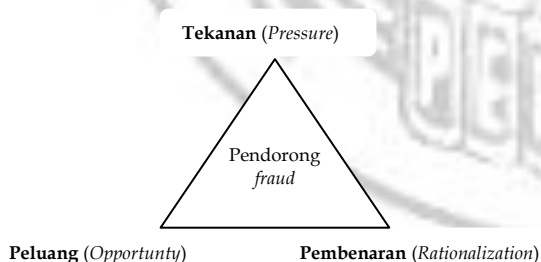 Tekanan (Pressure)
Pendorong
fraud
Peluang (Opportunty)
Pembenaran (Rationalization)